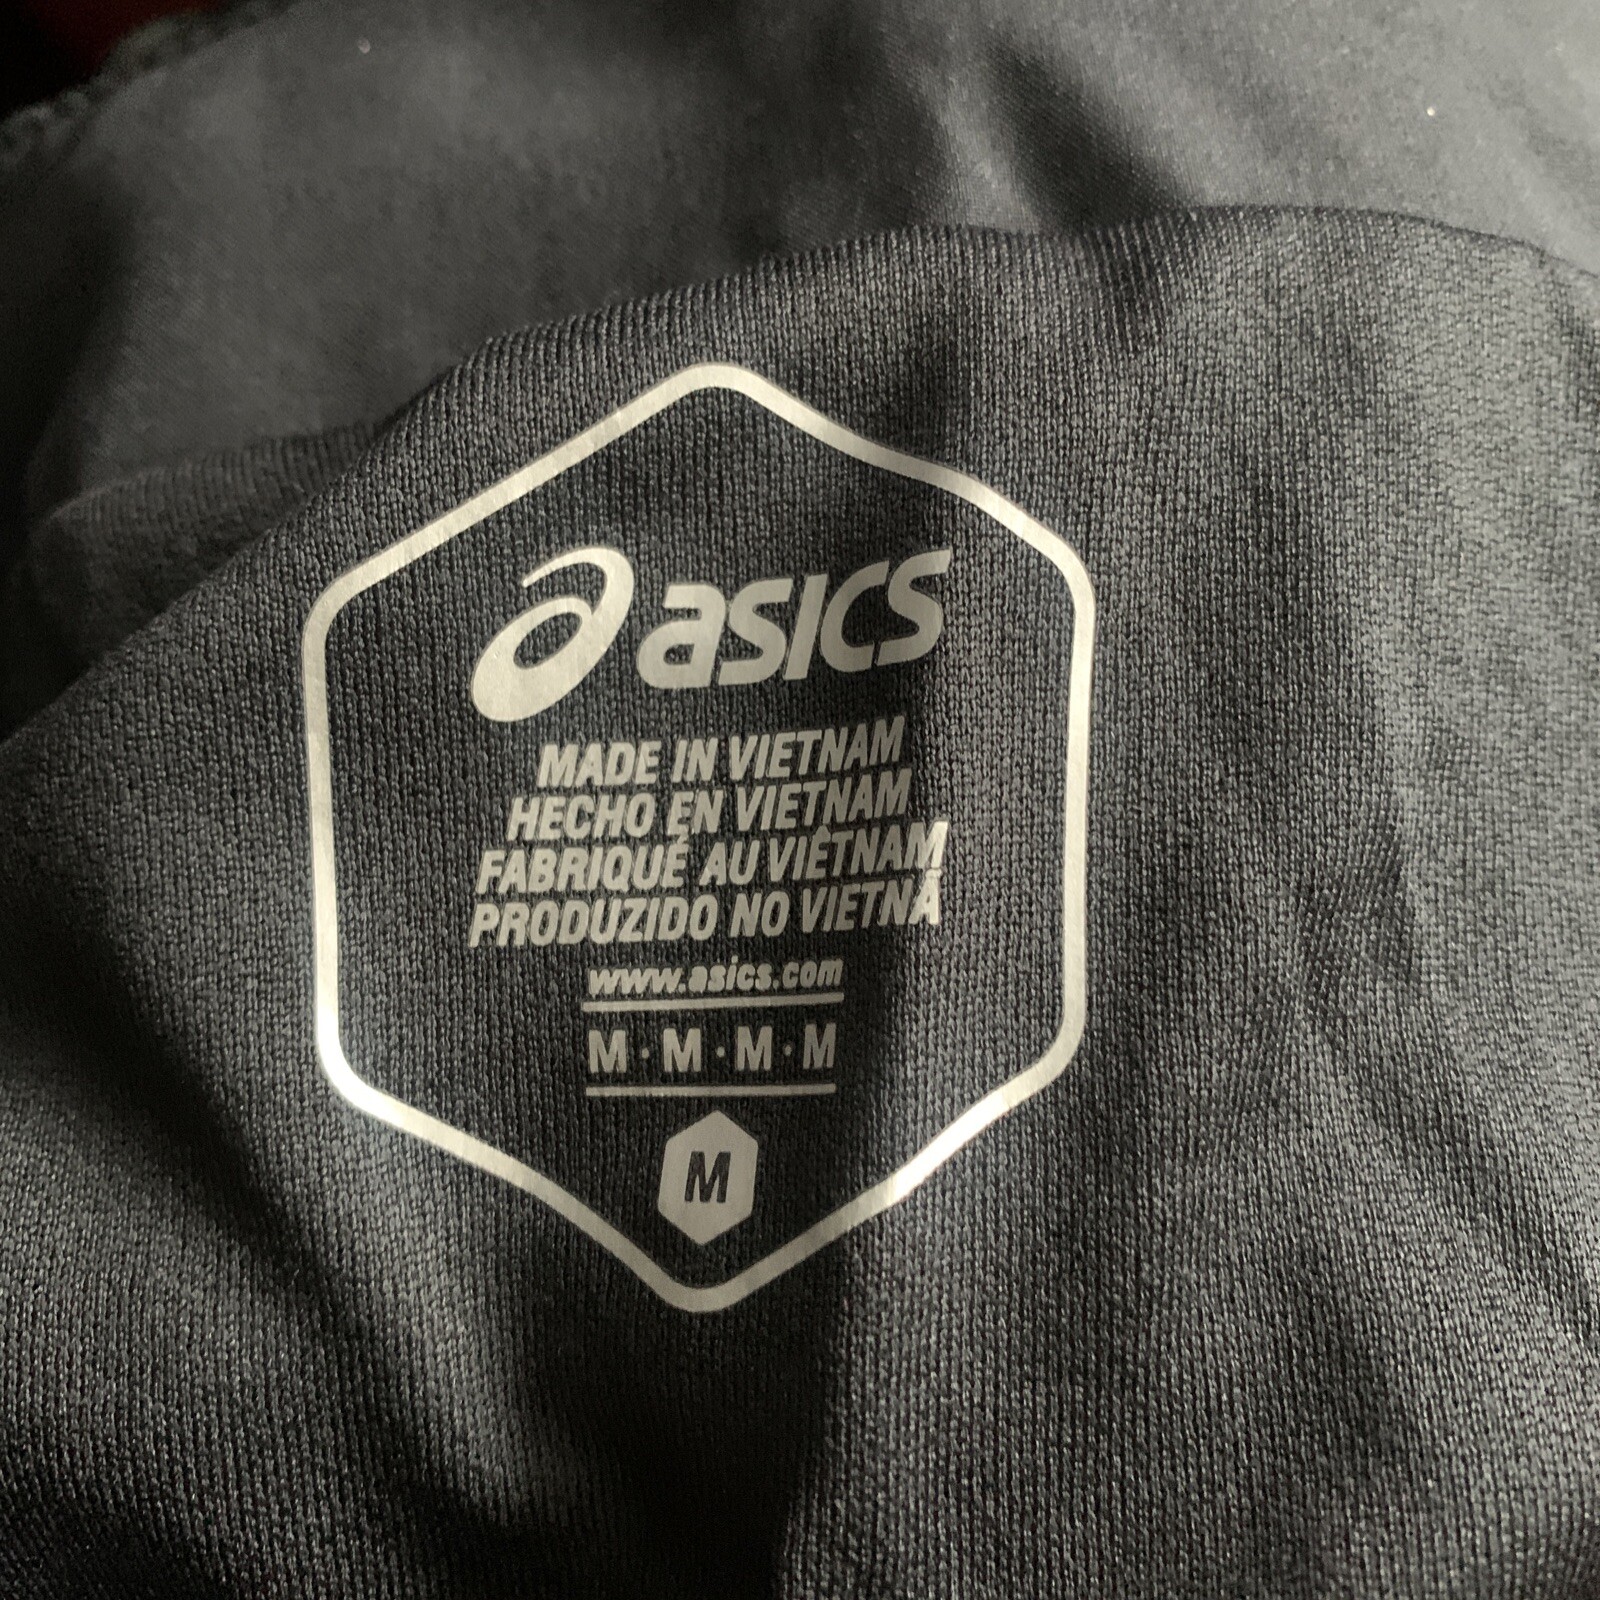 asics
MADE IN VIETNAM
HECHO EN VIETNAM
FABRIQUÉ AU VIÊTNAM
PRODUZIDO NO VIETNÃ
www.asics.com
M·M·M·M
M